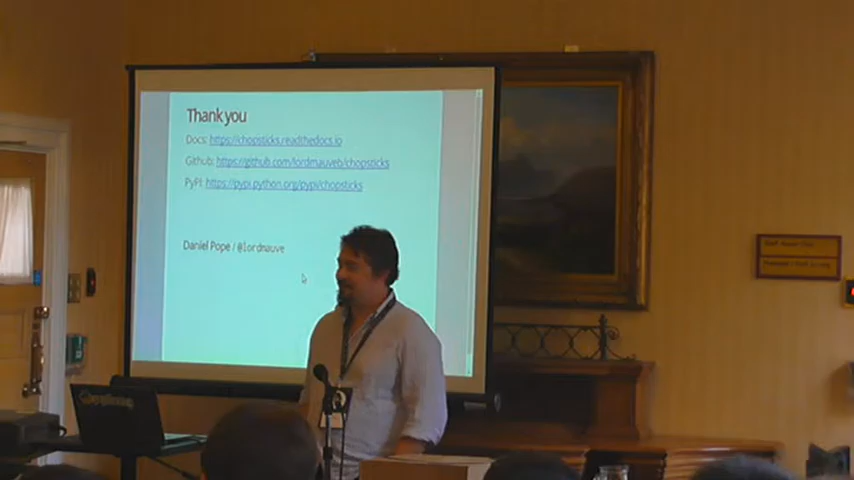 Thank you
Docs: https://chopsticks.readthedocs.io
Github: https://github.com/lordmauveb/chopsticks
PyPI: https://pypi.python.org/pypi/chopsticks
Daniel Pope / @lordmauve